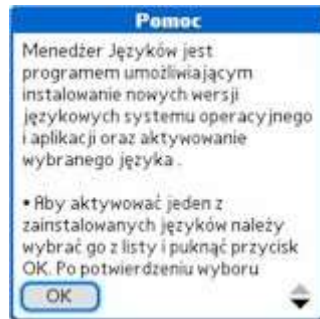 Pomoc
Menedżer Języków jest
programem umożliwiającym
instalowanie nowych wersji
językowych systemu operacyjnego
i aplikacji oraz aktywowanie
wybranego języka .
• Aby aktywować jeden z
zainstalowanych języków należy
wybrać go z listy i puknąć przycisk
OK. Po potwierdzeniu wyboru
OK